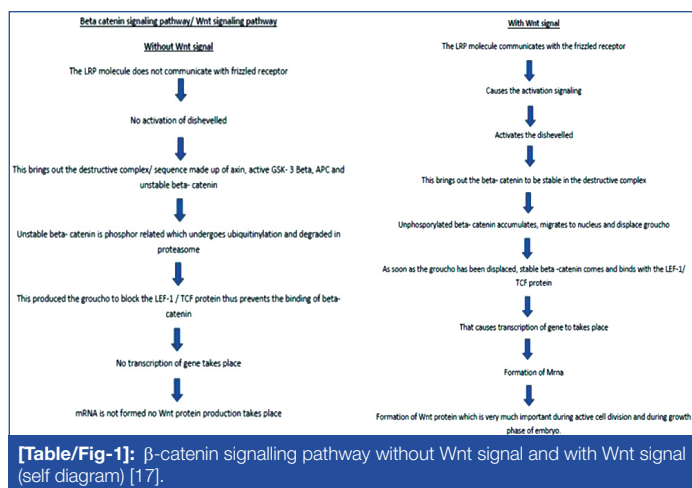 Beta catenin signaling pathway/ Wnt signaling pathway
Without Wnt signal
The LRP molecule does not communicate with frizzled receptor
No activation of dishevelled
This brings out the destructive complex/ sequence made up of axin, active GSK- 3 Beta, APC and
unstable beta- catenin
Unstable beta- catenin is phosphor related which undergoes ubiquitinylation and degraded in
proteasome
This produced the groucho to block the LEF-1 / TCF protein thus prevents the binding of beta-
catenin
No transcription of gene takes place
mRNA is not formed no Wnt protein production takes place
With Wnt signal
The LRP molecule communicates with the frizzled receptor
Causes the activation signaling
Activates the dishevelled
This brings out the beta- catenin to be stable in the destructive complex
Unphosporylated beta- catenin accumulates, migrates to nucleus and displace groucho
As soon as the groucho has been displaced, stable beta -catenin comes and binds with the LEF-1/
TCF protein
That causes transcription of gene to takes place
Formation of Mrna
Formation of Wnt protein which is very much important during active cell division and during growth
phase of embryo.
[Table/Fig-1]: β-catenin signalling pathway without Wnt signal and with Wnt signal
(self diagram) [17].